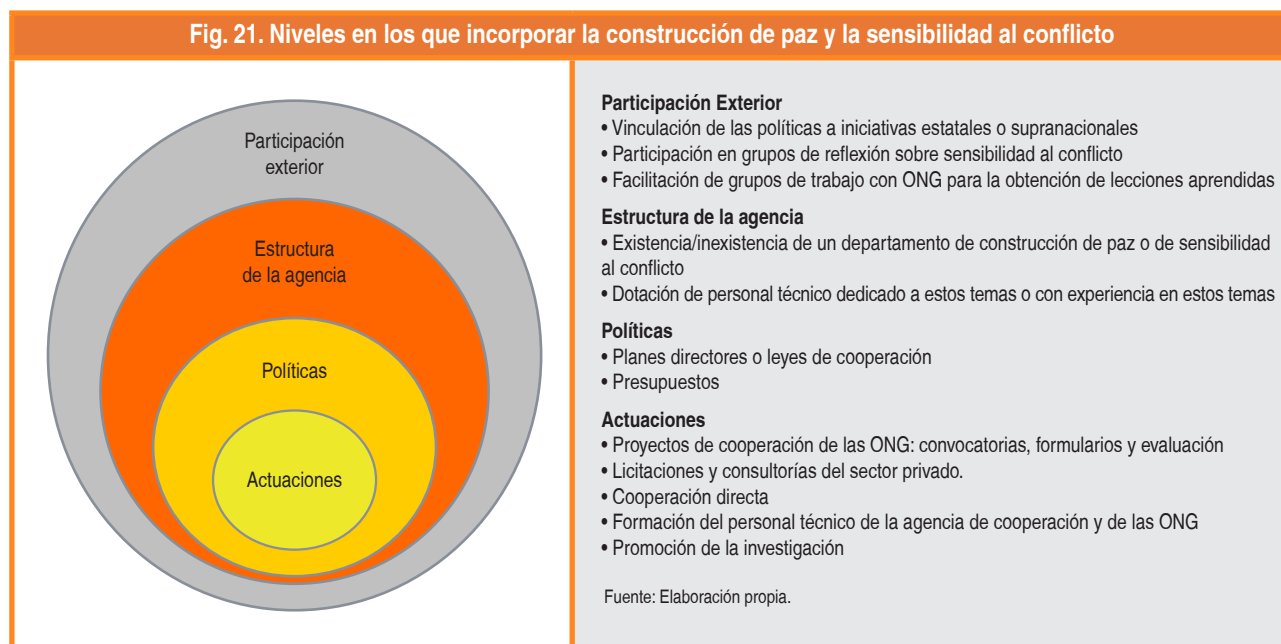 Fig. 21. Niveles en los que incorporar la construcción de paz y la sensibilidad al conflicto
Participación
exterior
Estructura
de la agencia
Políticas
Actuaciones
Participación Exterior
• Vinculación de las políticas a iniciativas estatales o supranacionales
• Participación en grupos de reflexión sobre sensibilidad al conflicto
• Facilitación de grupos de trabajo con ONG para la obtención de lecciones aprendidas
Estructura de la agencia
• Existencia/inexistencia de un departamento de construcción de paz o de sensibilidad
al conflicto
• Dotación de personal técnico dedicado a estos temas o con experiencia en estos temas
Políticas
• Planes directores o leyes de cooperación
• Presupuestos
Actuaciones
• Proyectos de cooperación de las ONG: convocatorias, formularios y evaluación
• Licitaciones y consultorías del sector privado.
• Cooperación directa
• Formación del personal técnico de la agencia de cooperación y de las ONG
• Promoción de la investigación
Fuente: Elaboración propia.